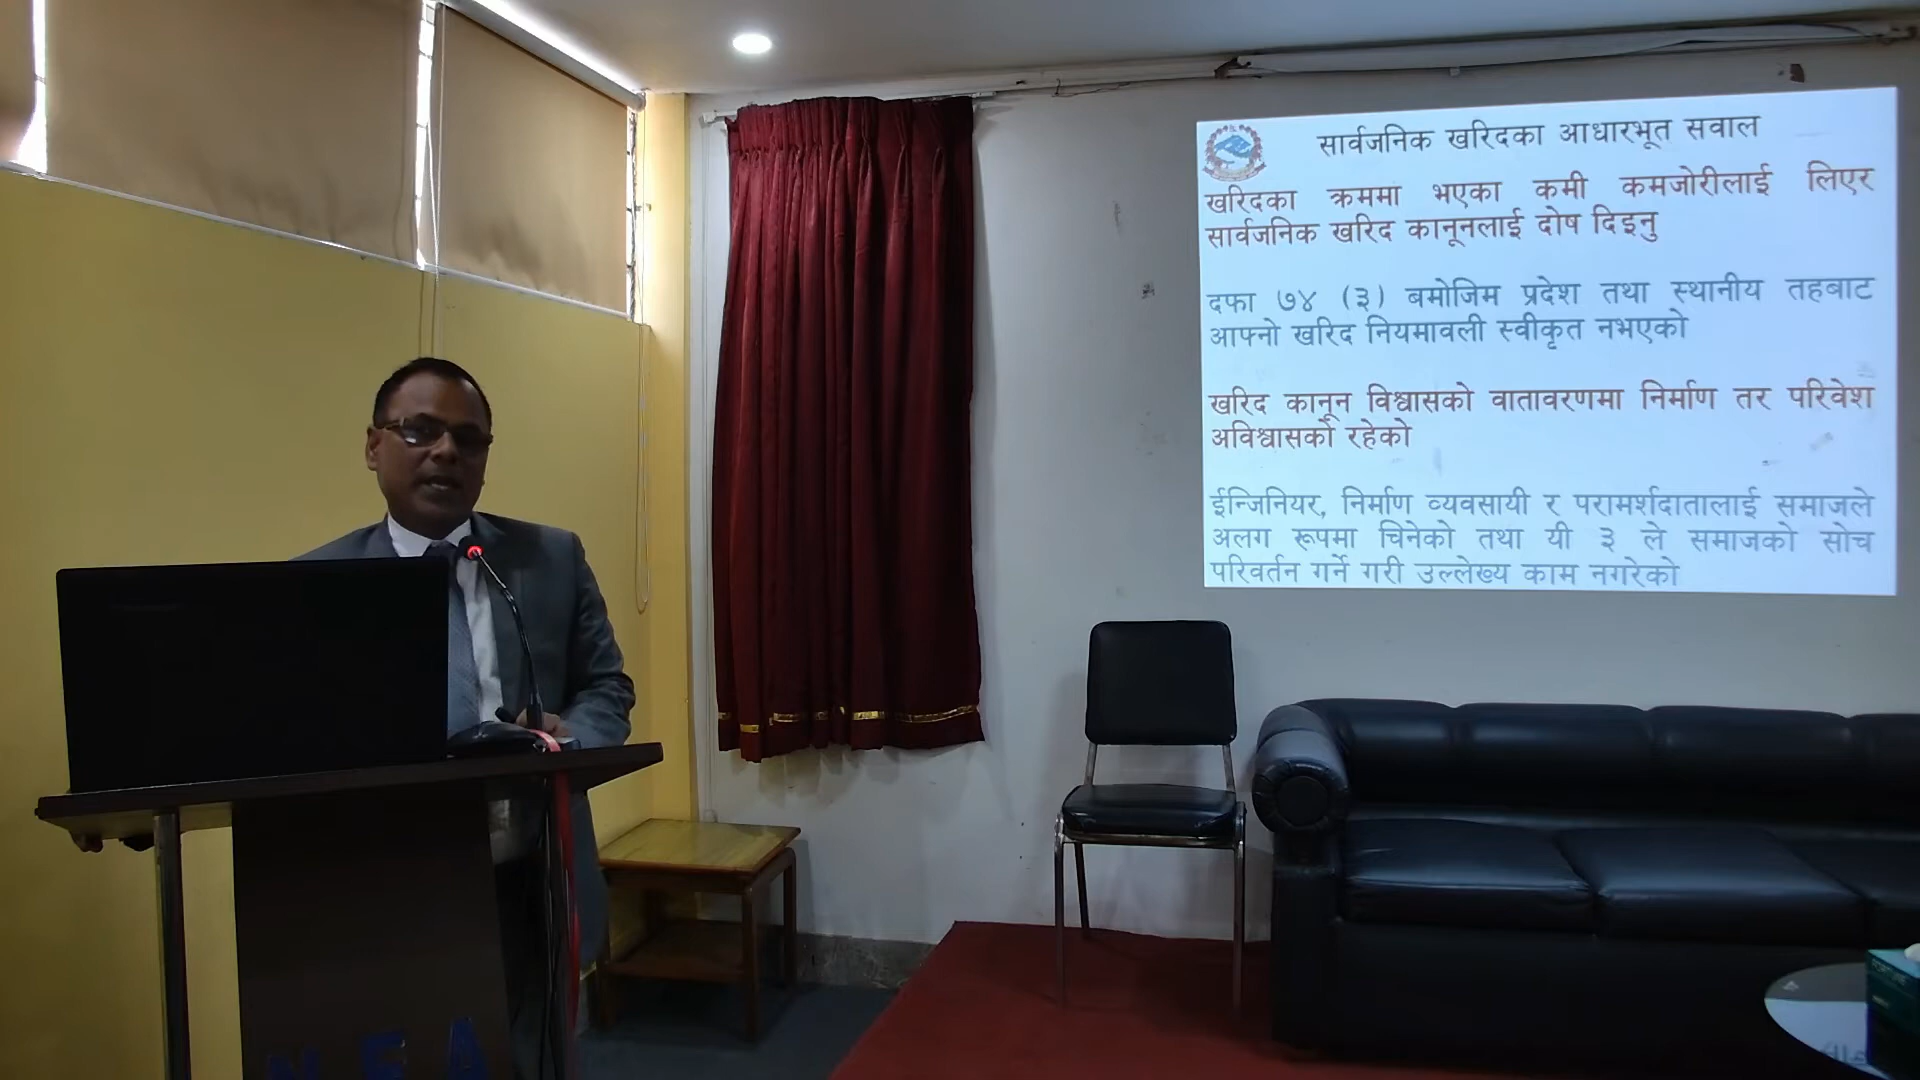 सार्वजनिक खरिदका आधारभूत सवाल
खरिदका क्रममा भएका कमी कमजोरीलाई लिएर
सार्वजनिक खरिद कानूनलाई दोष दिइनु
दफा ७४ (३) बमोजिम प्रदेश तथा स्थानीय तहबाट
आफ्नो खरिद नियमावली स्वीकृत नभएको
खरिद कानून विश्वासको वातावरणमा निर्माण तर परिवेश
अविश्वासको रहेको
ईन्जिनियर, निर्माण व्यवसायी र परामर्शदातालाई समाजले
अलग रूपमा चिनेको तथा यी ३ ले समाजको सोच
परिवर्तन गर्ने गरी उल्लेख्य काम नगरेको
NEA